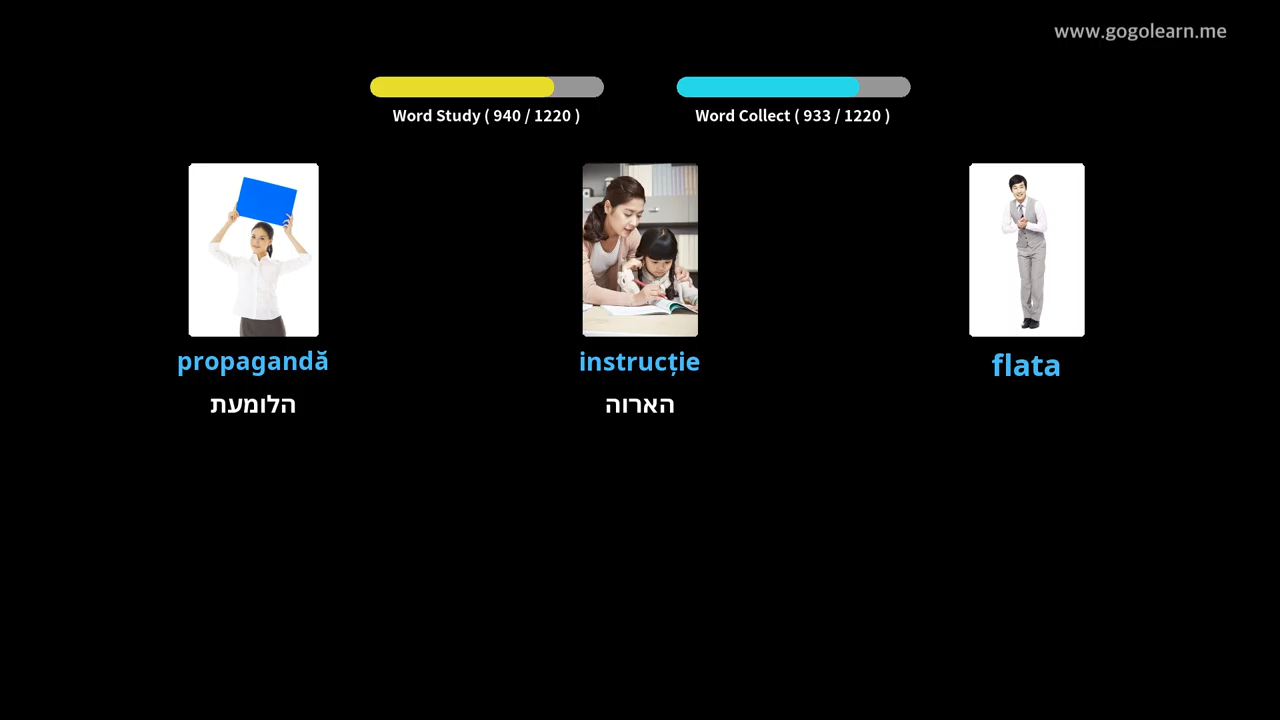 www.gogolearn.me
Word Study ( 940 / 1220 )
Word Collect ( 933 / 1220 )
propagandă
instrucție
flata
הלומעת
הארוה